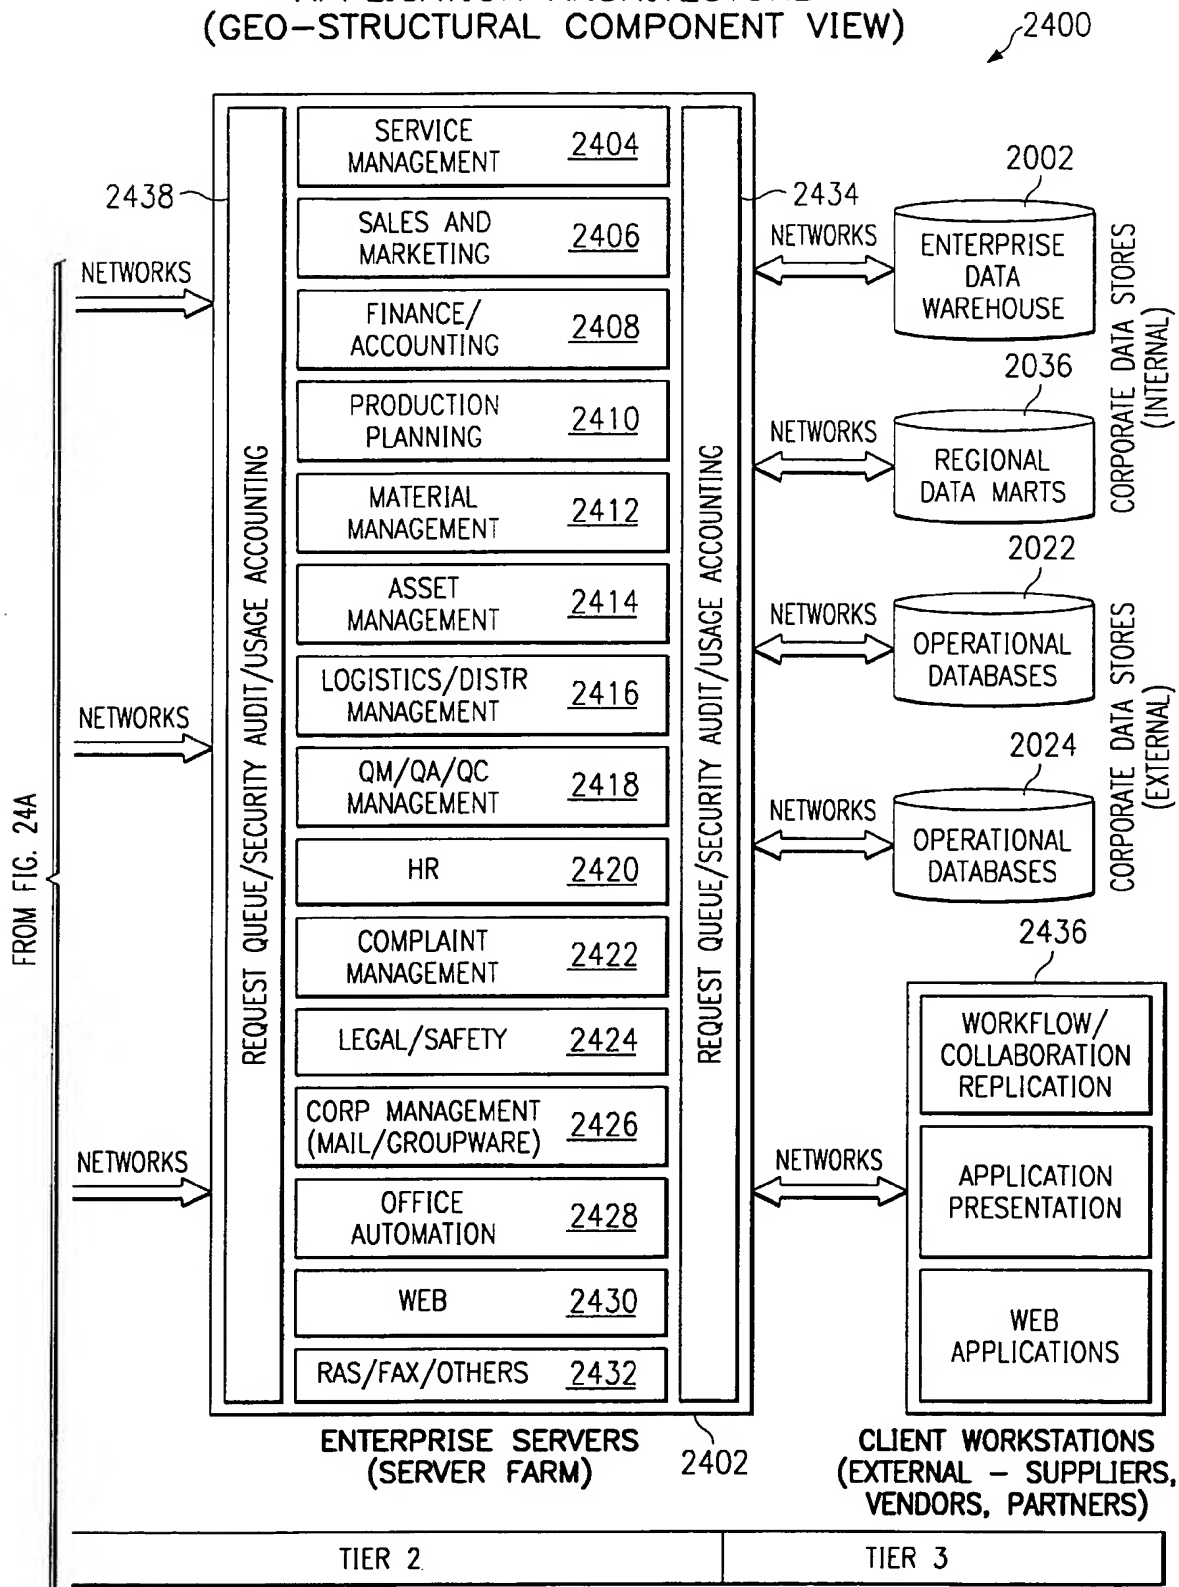 (GEO-STRUCTURAL COMPONENT VIEW)
2400
2438
2434
REQUEST QUEUE/SECURITY AUDIT/USAGE ACCOUNTING
SERVICE
MANAGEMENT
2404
SALES AND
MARKETING
2406
FINANCE/
ACCOUNTING
2408
PRODUCTION
PLANNING
2410
MATERIAL
MANAGEMENT
2412
ASSET
MANAGEMENT
2414
LOGISTICS/DISTR
MANAGEMENT
2416
QM/QA/QC
MANAGEMENT
2418
HR
2420
COMPLAINT
MANAGEMENT
2422
LEGAL/SAFETY
2424
CORP MANAGEMENT
(MAIL/GROUPWARE)
2426
OFFICE
AUTOMATION
2428
WEB
2430
RAS/FAX/OTHERS
2432
REQUEST QUEUE/SECURITY AUDIT/USAGE ACCOUNTING
FROM FIG. 24A
NETWORKS
NETWORKS
NETWORKS
NETWORKS
2002
ENTERPRISE
DATA
WAREHOUSE
NETWORKS
2036
REGIONAL
DATA MARTS
CORPORATE DATA STORES
(INTERNAL)
NETWORKS
2022
OPERATIONAL
DATABASES
NETWORKS
2024
OPERATIONAL
DATABASES
CORPORATE DATA STORES
(EXTERNAL)
NETWORKS
2436
WORKFLOW/
COLLABORATION
REPLICATION
APPLICATION
PRESENTATION
WEB
APPLICATIONS
ENTERPRISE SERVERS
(SERVER FARM)
2402
CLIENT WORKSTATIONS
(EXTERNAL - SUPPLIERS,
VENDORS, PARTNERS)
TIER 2
TIER 3